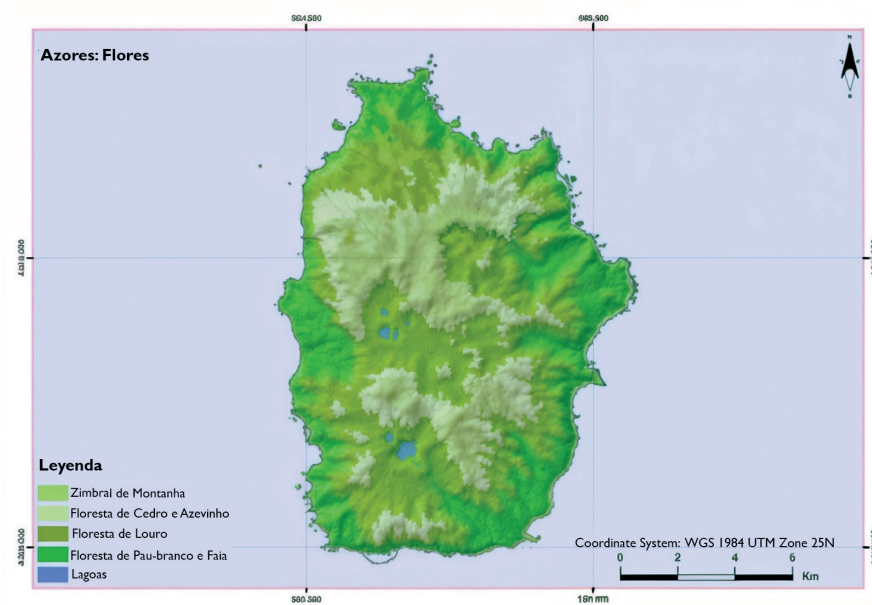 Azores: Flores
N
Leyenda
Zimbral de Montanha
Floresta de Cedro e Azevinho
Floresta de Louro
Floresta de Pau-branco e Faia
Lagoas
Coordinate System: WGS 1984 UTM Zone 25N
0 2 4 6
Km